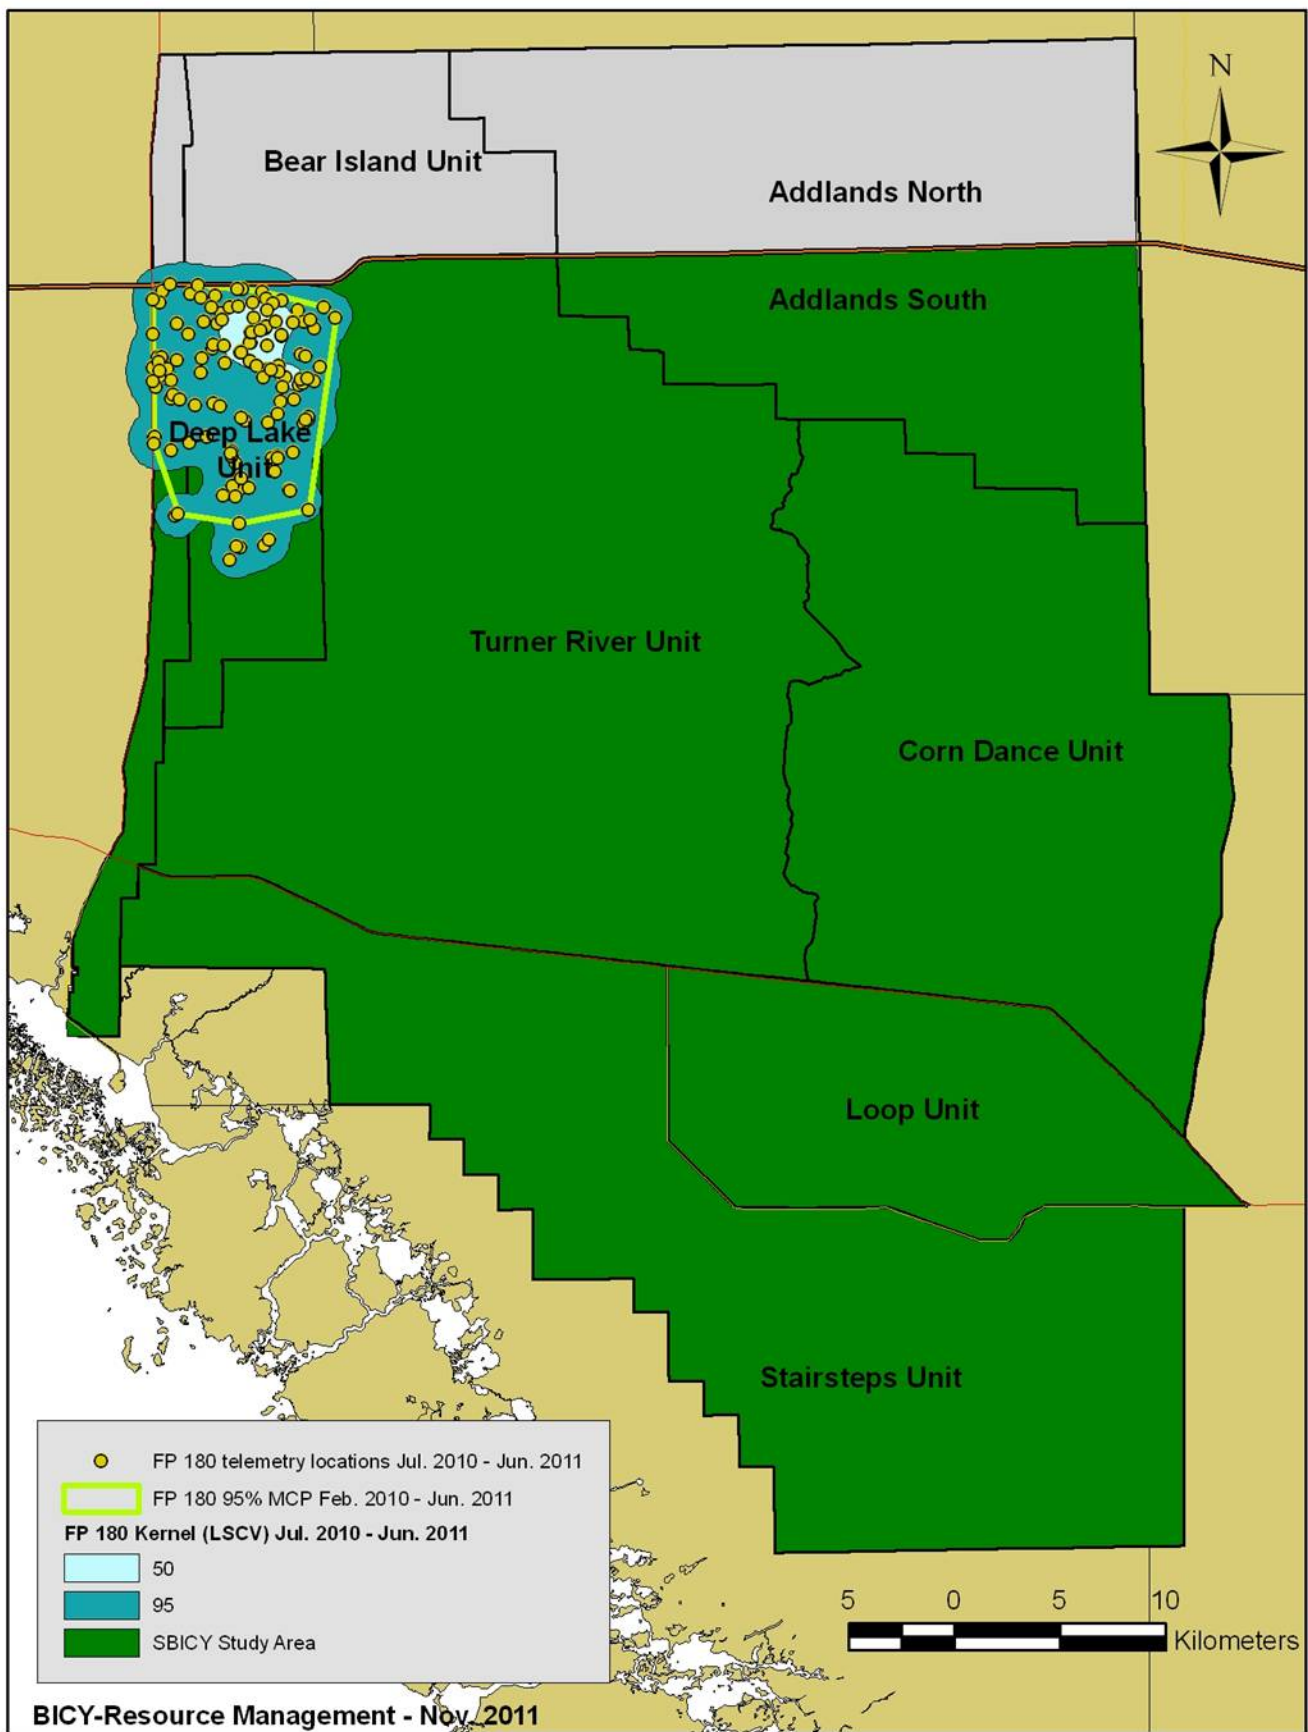 N
Bear Island Unit
Addlands North
Addlands South
Deep Lake
Unit
Turner River Unit
Corn Dance Unit
Loop Unit
Stairsteps Unit
FP 180 telemetry locations Jul. 2010 - Jun. 2011
FP 180 95% MCP Feb. 2010 - Jun. 2011
FP 180 Kernel (LSCV) Jul. 2010 - Jun. 2011
50
95
SBICY Study Area
5 0 5 10
Kilometers
BICY-Resource Management - Nov. 2011